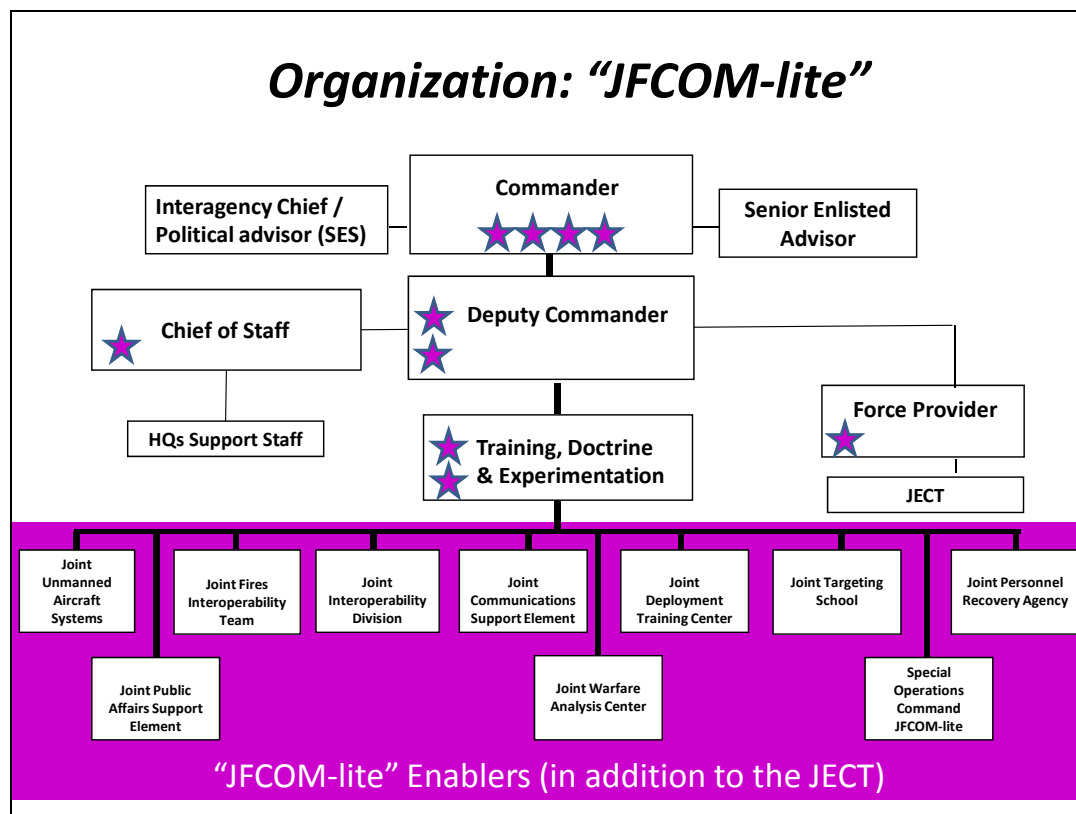 Organization: “JFCOM-lite”
Commander
Interagency Chief /
Political advisor (SES)
Senior Enlisted
Advisor
Deputy Commander
Chief of Staff
Force Provider
HQs Support Staff
Training, Doctrine
& Experimentation
JECT
Joint
Unmanned
Aircraft
Systems
Joint Fires
Interoperability
Team
Joint
Interoperability
Division
Joint
Communications
Support Element
Joint
Deployment
Training Center
Joint Targeting
School
Joint Personnel
Recovery Agency
Joint Public
Affairs Support
Element
Joint Warfare
Analysis Center
Special
Operations
Command
JFCOM-lite
“JFCOM-lite” Enablers (in addition to the JECT)